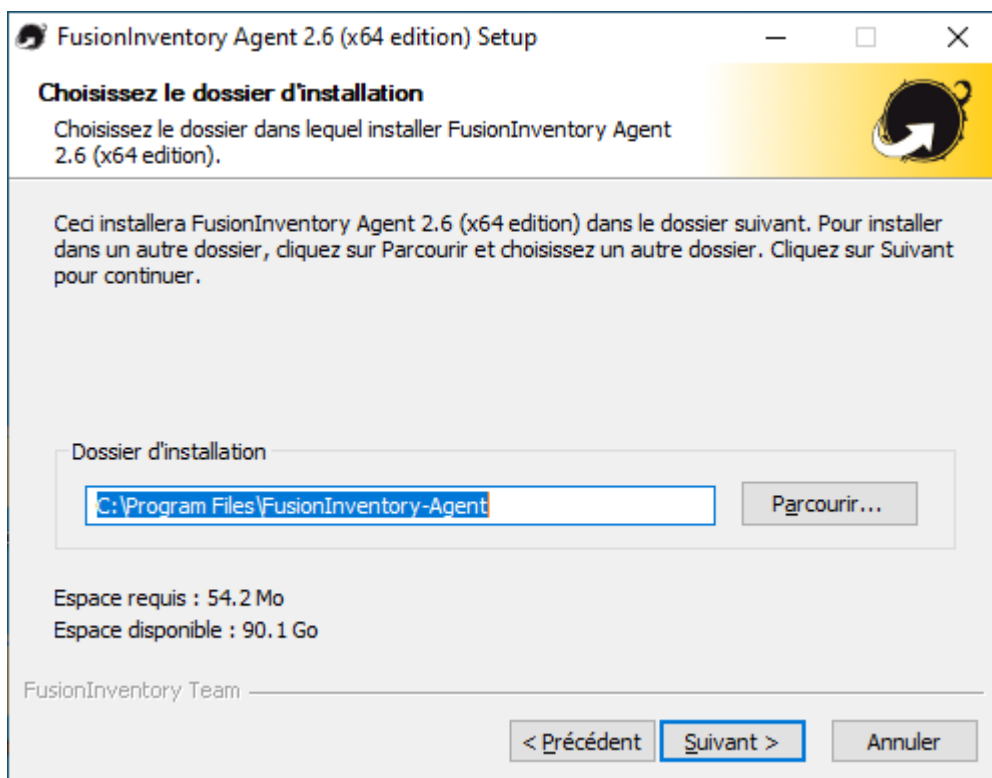 FusionInventory Agent 2.6 (x64 edition) Setup
Choisissez le dossier d'installation
Choisissez le dossier dans lequel installer FusionInventory Agent
2.6 (x64 edition).
Ceci installera FusionInventory Agent 2.6 (x64 edition) dans le dossier suivant. Pour installer
dans un autre dossier, cliquez sur Parcourir et choisissez un autre dossier. Cliquez sur Suivant
pour continuer.
Dossier d'installation
C:\Program Files\FusionInventory-Agent
Parcourir...
Espace requis : 54.2 Mo
Espace disponible : 90.1 Go
FusionInventory Team
< Précédent
Suivant >
Annuler